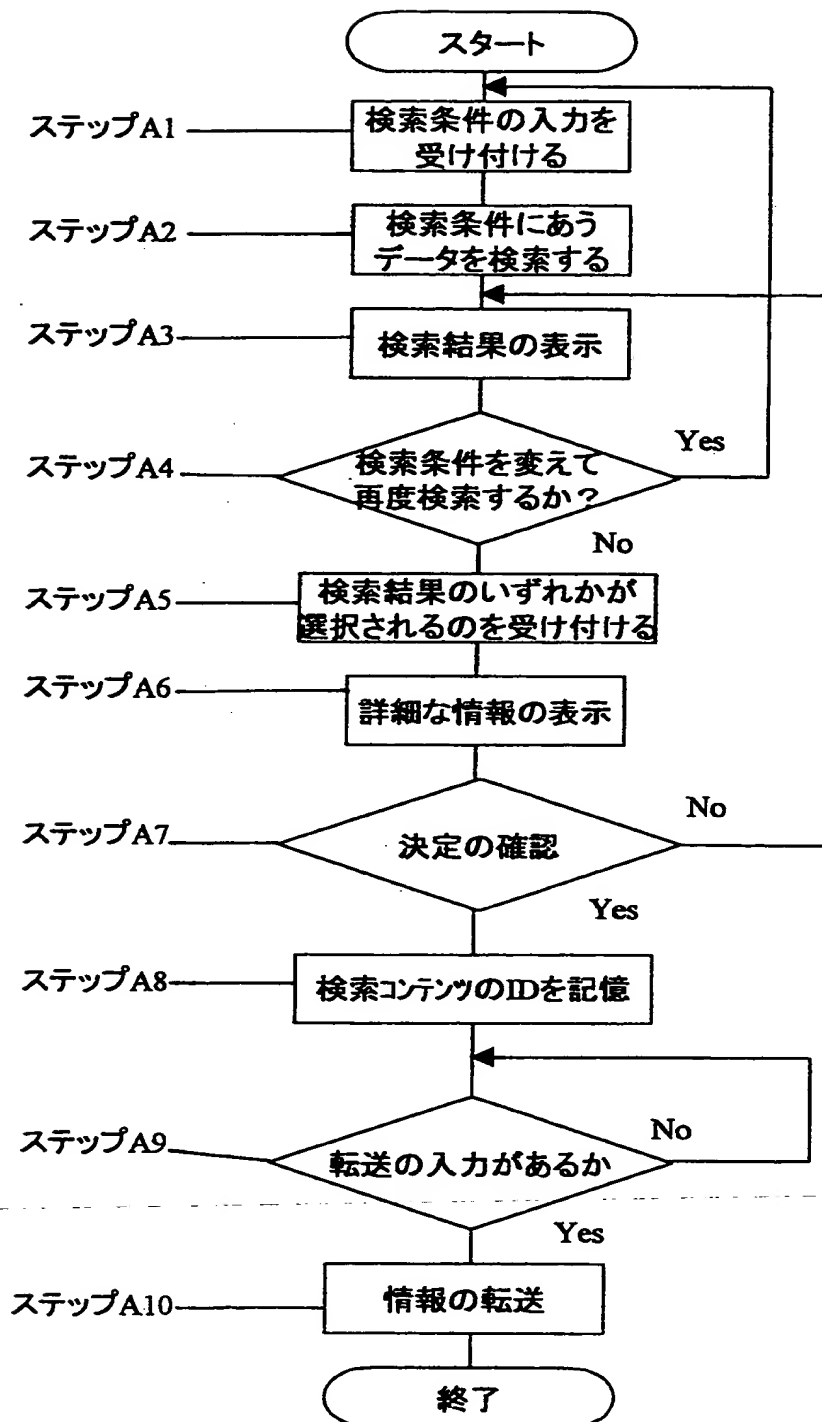 スタート
ステップA1
検索条件の入力を
受け付ける
ステップA2
検索条件にあう
データを検索する
ステップA3
検索結果の表示
ステップA4
検索条件を変えて
再度検索するか？
Yes
No
ステップA5
検索結果のいずれかが
選択されるのを受け付ける
ステップA6
詳細な情報の表示
ステップA7
決定の確認
No
Yes
ステップA8
検索コンテンツのIDを記憶
ステップA9
転送の入力があるか
No
Yes
ステップA10
情報の転送
終了